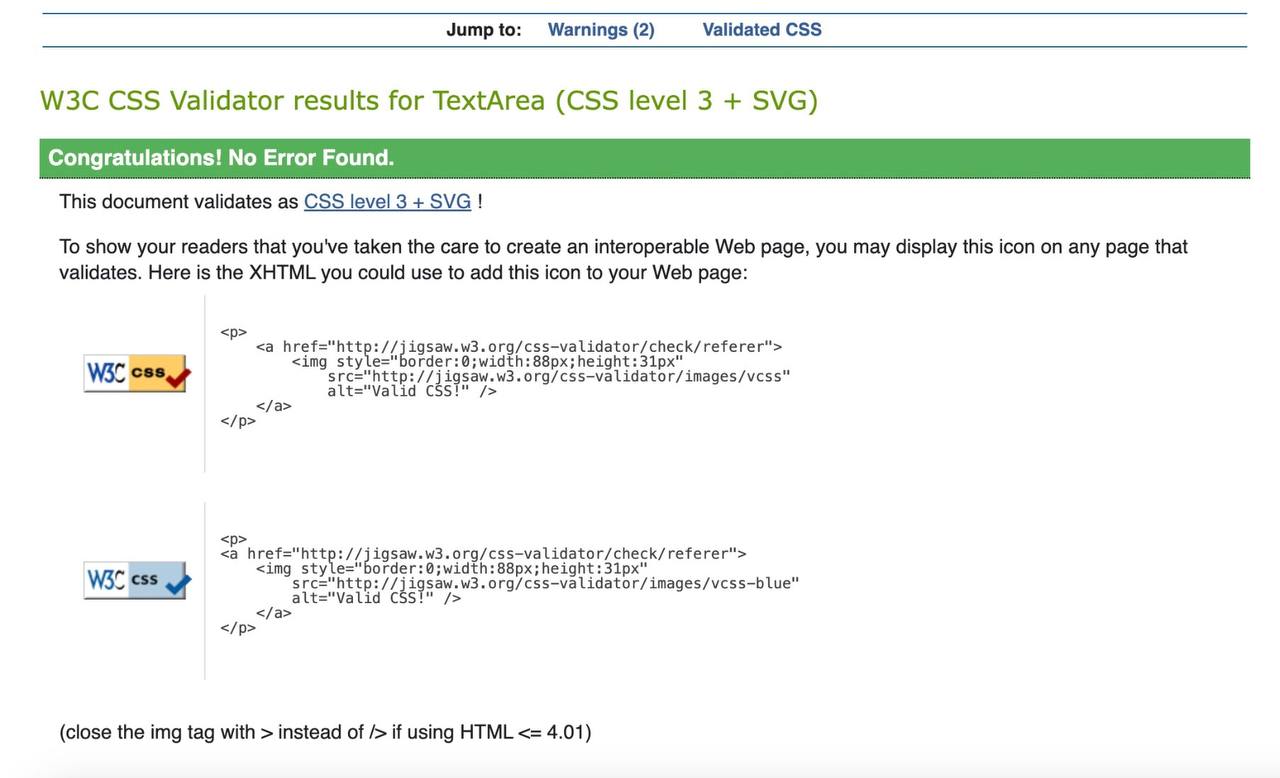 Jump to: Warnings (2) Validated CSS
W3C CSS Validator results for TextArea (CSS level 3 + SVG)
Congratulations! No Error Found.
This document validates as CSS level 3 + SVG !
To show your readers that you've taken the care to create an interoperable Web page, you may display this icon on any page that
validates. Here is the XHTML you could use to add this icon to your Web page:
W3C css
<p>
    <a href="http://jigsaw.w3.org/css-validator/check/referer">
        <img style="border:0;width:88px;height:31px"
            src="http://jigsaw.w3.org/css-validator/images/vcss"
            alt="Valid CSS!" />
    </a>
</p>
W3C css
<p>
<a href="http://jigsaw.w3.org/css-validator/check/referer">
    <img style="border:0;width:88px;height:31px"
        src="http://jigsaw.w3.org/css-validator/images/vcss-blue"
        alt="Valid CSS!" />
    </a>
</p>
(close the img tag with > instead of /> if using HTML <= 4.01)